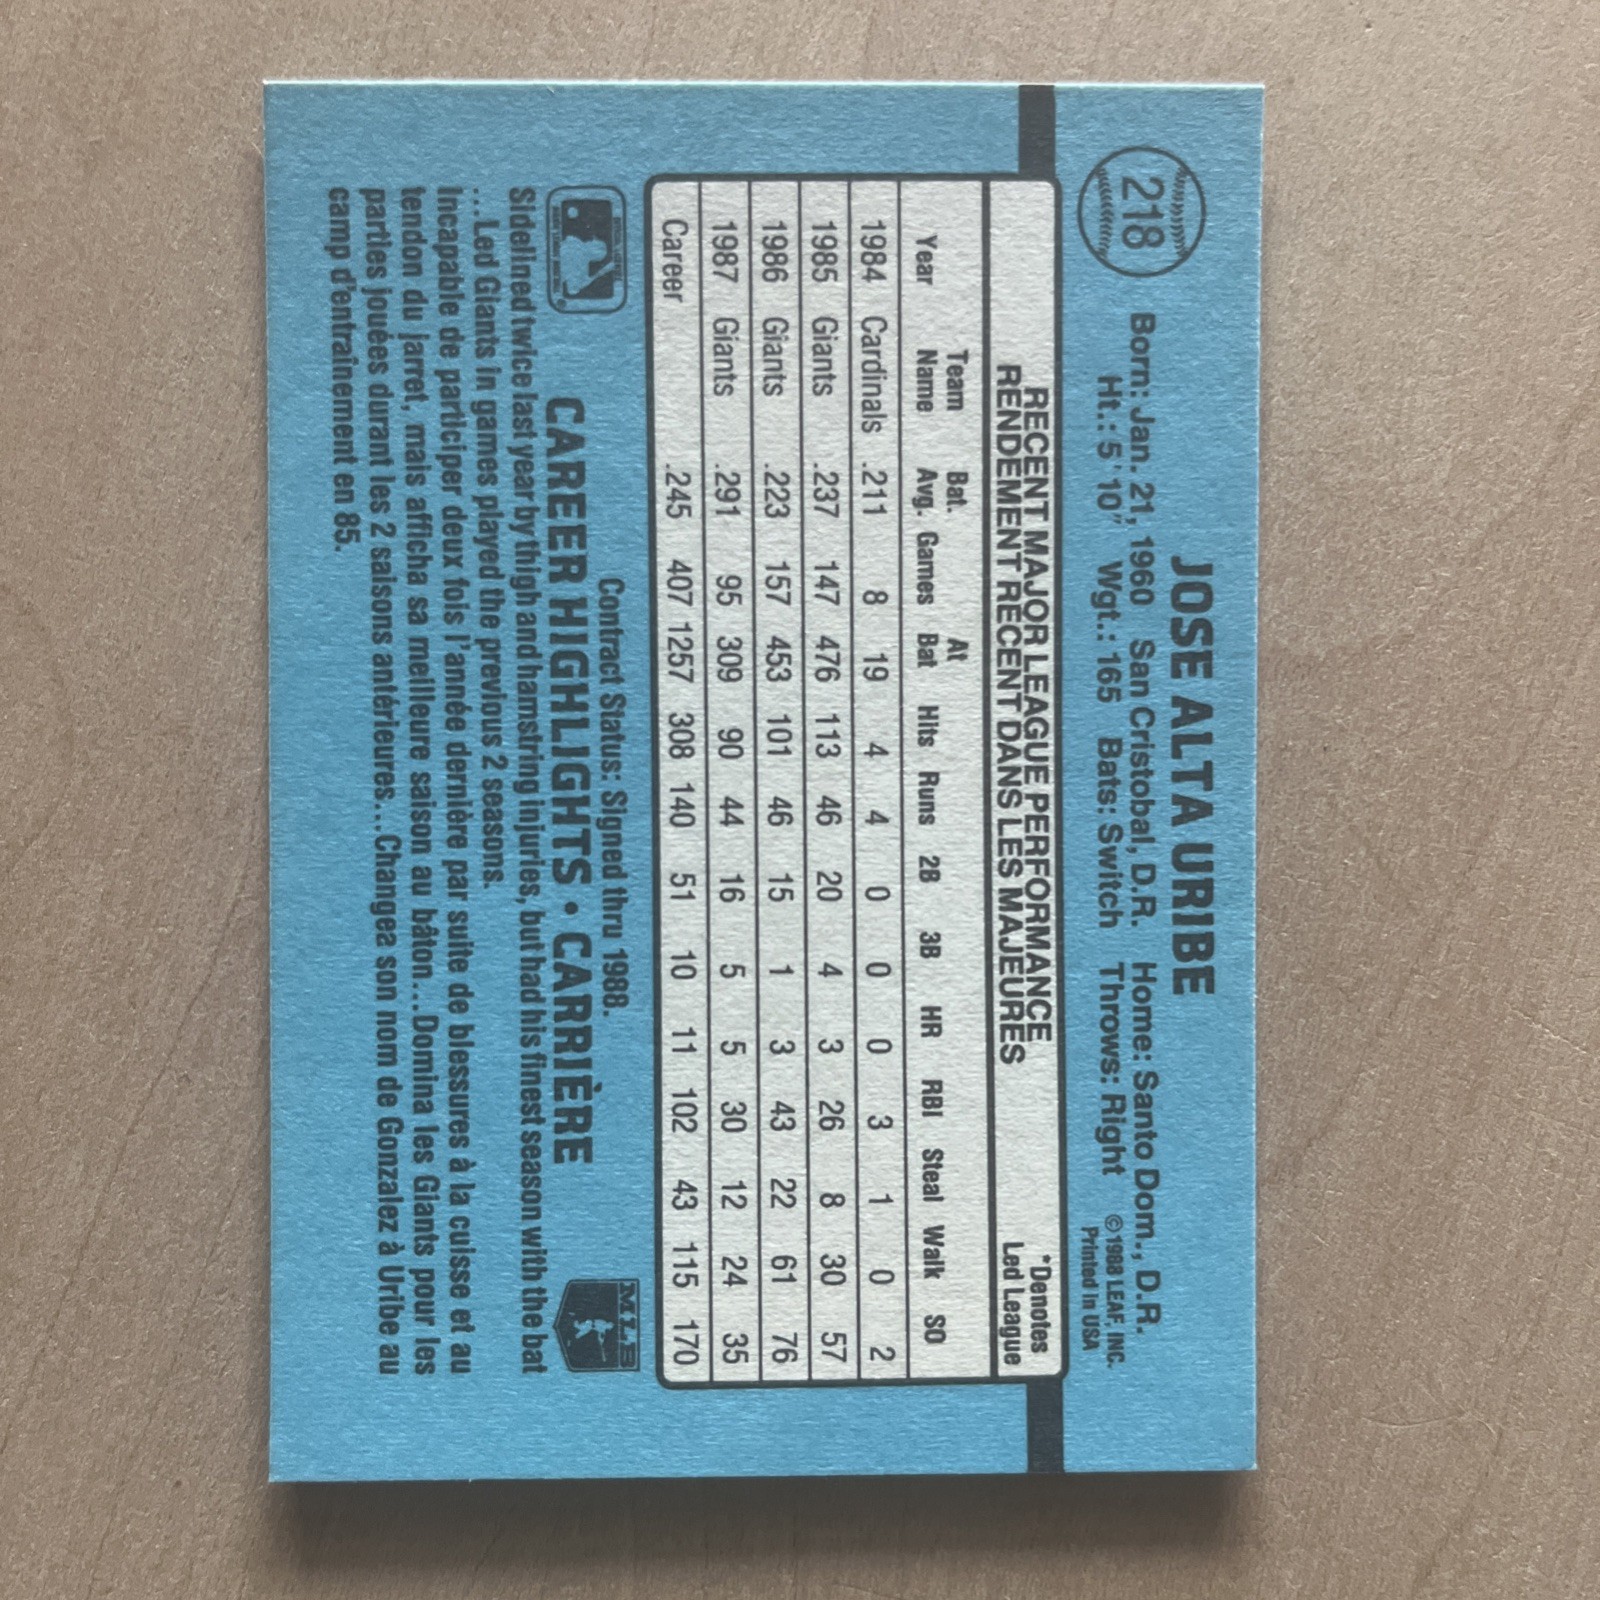 218
JOSE ALTA URIBE
Born: Jan. 21, 1960 San Cristobal, D.R. Home: Santo Dom., D.R.
Ht.: 5'10" Wgt.: 165 Bats: Switch Throws: Right
©1988 LEAF, INC.
Printed in USA
RECENT MAJOR LEAGUE PERFORMANCE
RENDEMENT RÉCENT DANS LES MAJEURES
*Denotes
Led League
Year Team Name Bat. Avg. Games At Bat Hits Runs 2B 3B HR RBI Steal Walk SO
1984 Cardinals .211 8 19 4 4 0 0 0 3 1 0 2
1985 Giants .237 147 476 113 46 20 4 3 26 8 30 57
1986 Giants .223 157 453 101 46 15 1 3 43 22 61 76
1987 Giants .291 95 309 90 44 16 5 5 30 12 24 35
Career .245 407 1257 308 140 51 10 11 102 43 115 170
Contract Status: Signed thru 1988.
CAREER HIGHLIGHTS • CARRIÈRE
MLB
Sidelined twice last year by thigh and hamstring injuries, but had his finest season with the bat
...Led Giants in games played the previous 2 seasons.
Incapable de participer deux fois l'année dernière par suite de blessures à la cuisse et au
tendon du jarret, mais afficha sa meilleure saison au bâton...Domina les Giants pour les
parties jouées durant les 2 saisons antérieures...Changea son nom de Gonzalez à Uribe au
camp d'entraînement en 85.